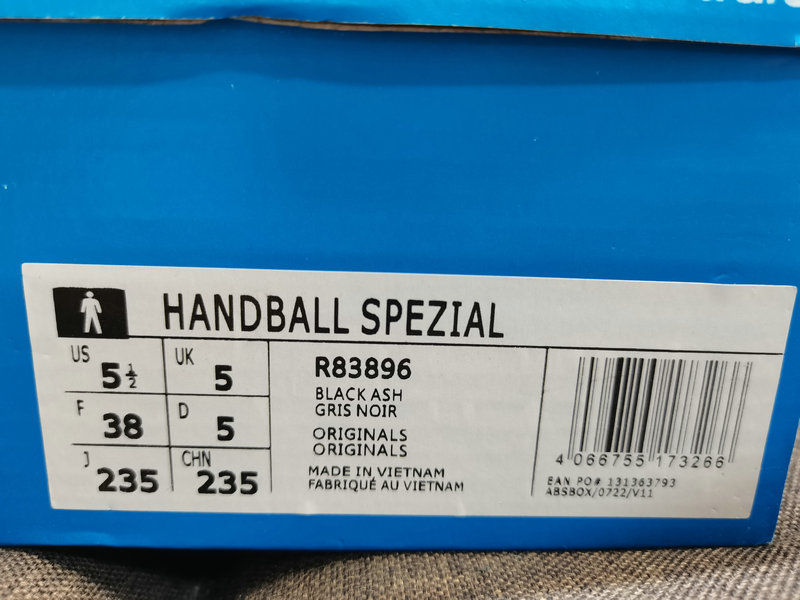 HANDBALL SPEZIAL
US 5 1/2 UK 5
F 38 D 5
J 235 CHN 235
R83896
BLACK ASH
GRIS NOIR
ORIGINALS
ORIGINALS
MADE IN VIETNAM
FABRIQUÉ AU VIETNAM
4 066755 173266
EAN PO# 131363793
ABSBOX/0722/V11